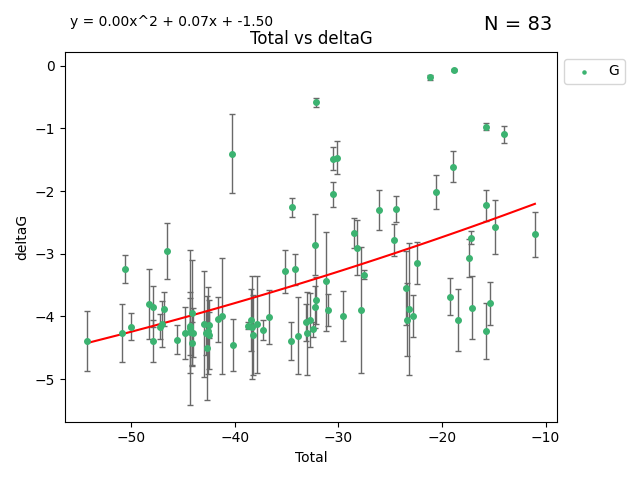 y = 0.00x^2 + 0.07x + -1.50
N = 83
Total vs deltaG
G
deltaG
0
−1
−2
−3
−4
−5
−50
−40
−30
−20
−10
Total